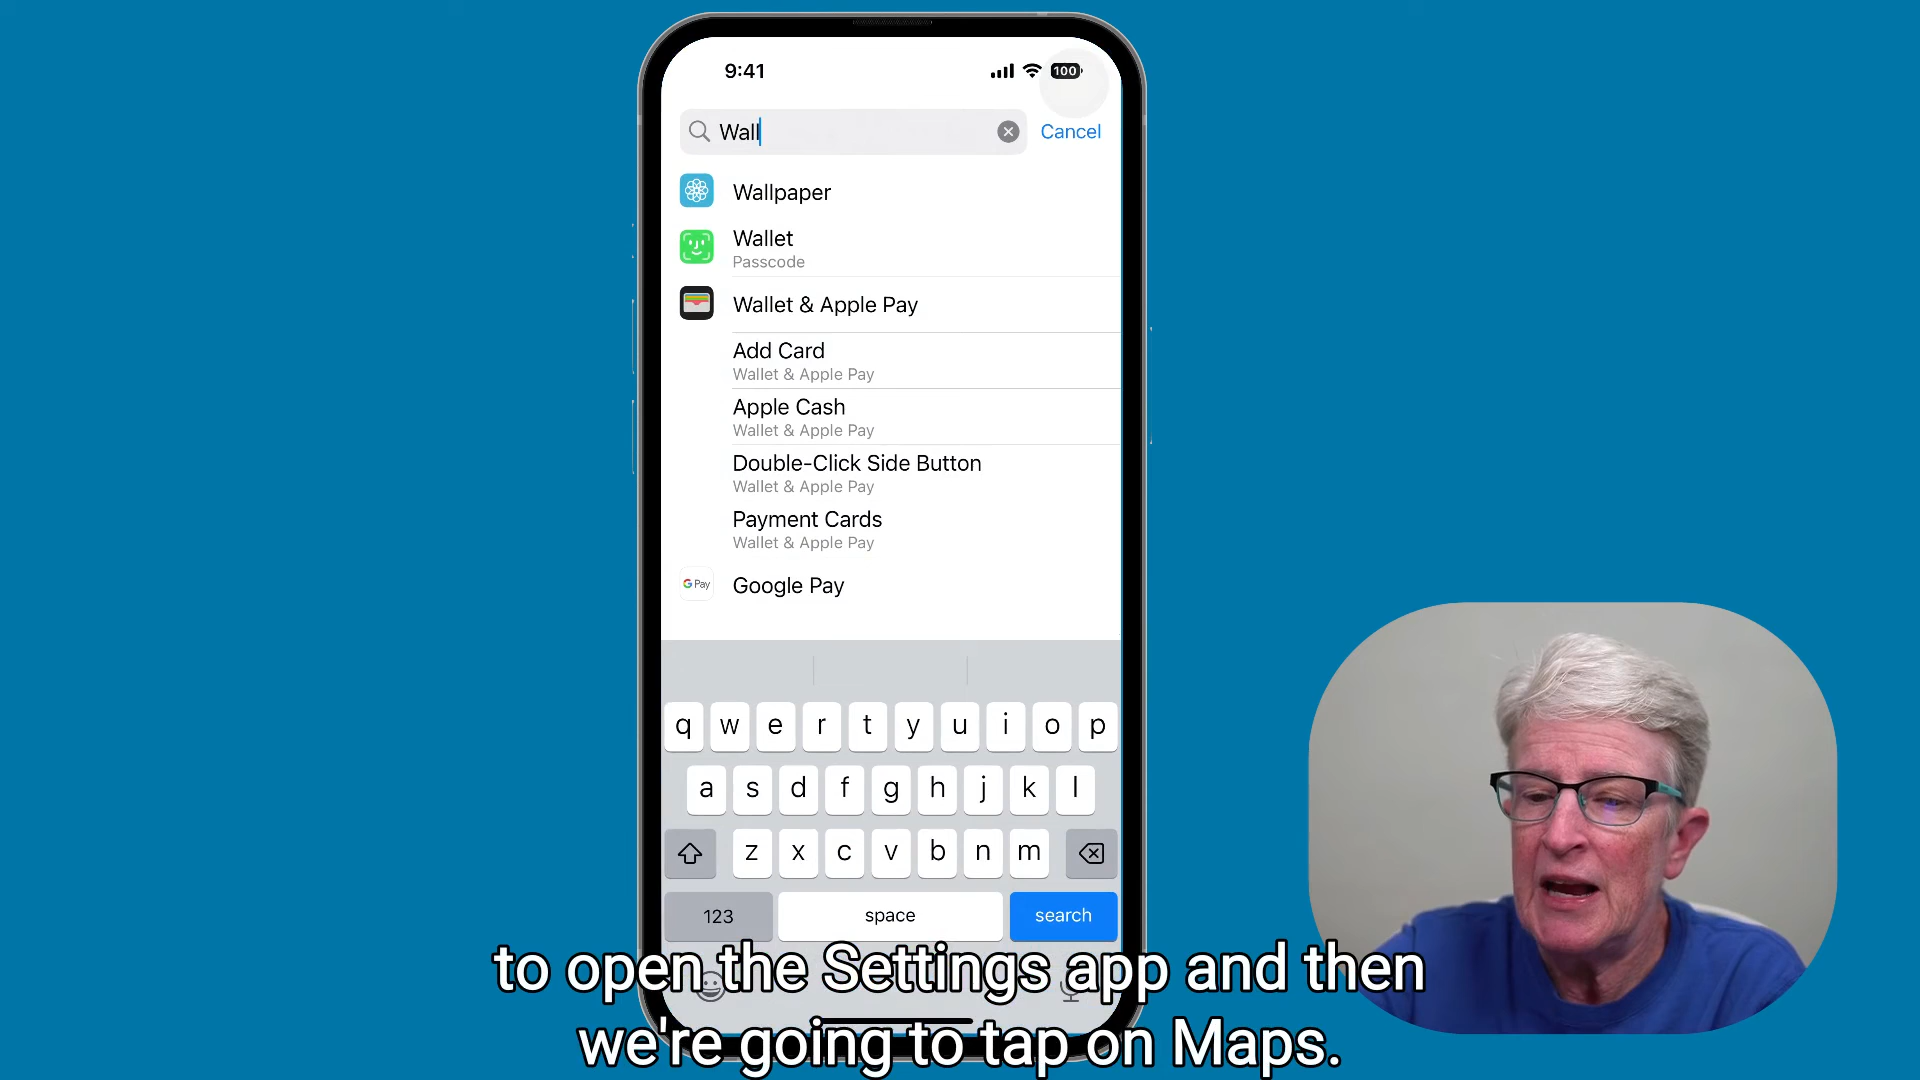 9:41
100
Wall
Cancel
Wallpaper
Wallet
Passcode
Wallet & Apple Pay
Add Card
Wallet & Apple Pay
Apple Cash
Wallet & Apple Pay
Double-Click Side Button
Wallet & Apple Pay
Payment Cards
Wallet & Apple Pay
G Pay
Google Pay
q w e r t y u i o p
a s d f g h j k l
z x c v b n m
123 space search
to open the Settings app and then
we're going to tap on Maps.